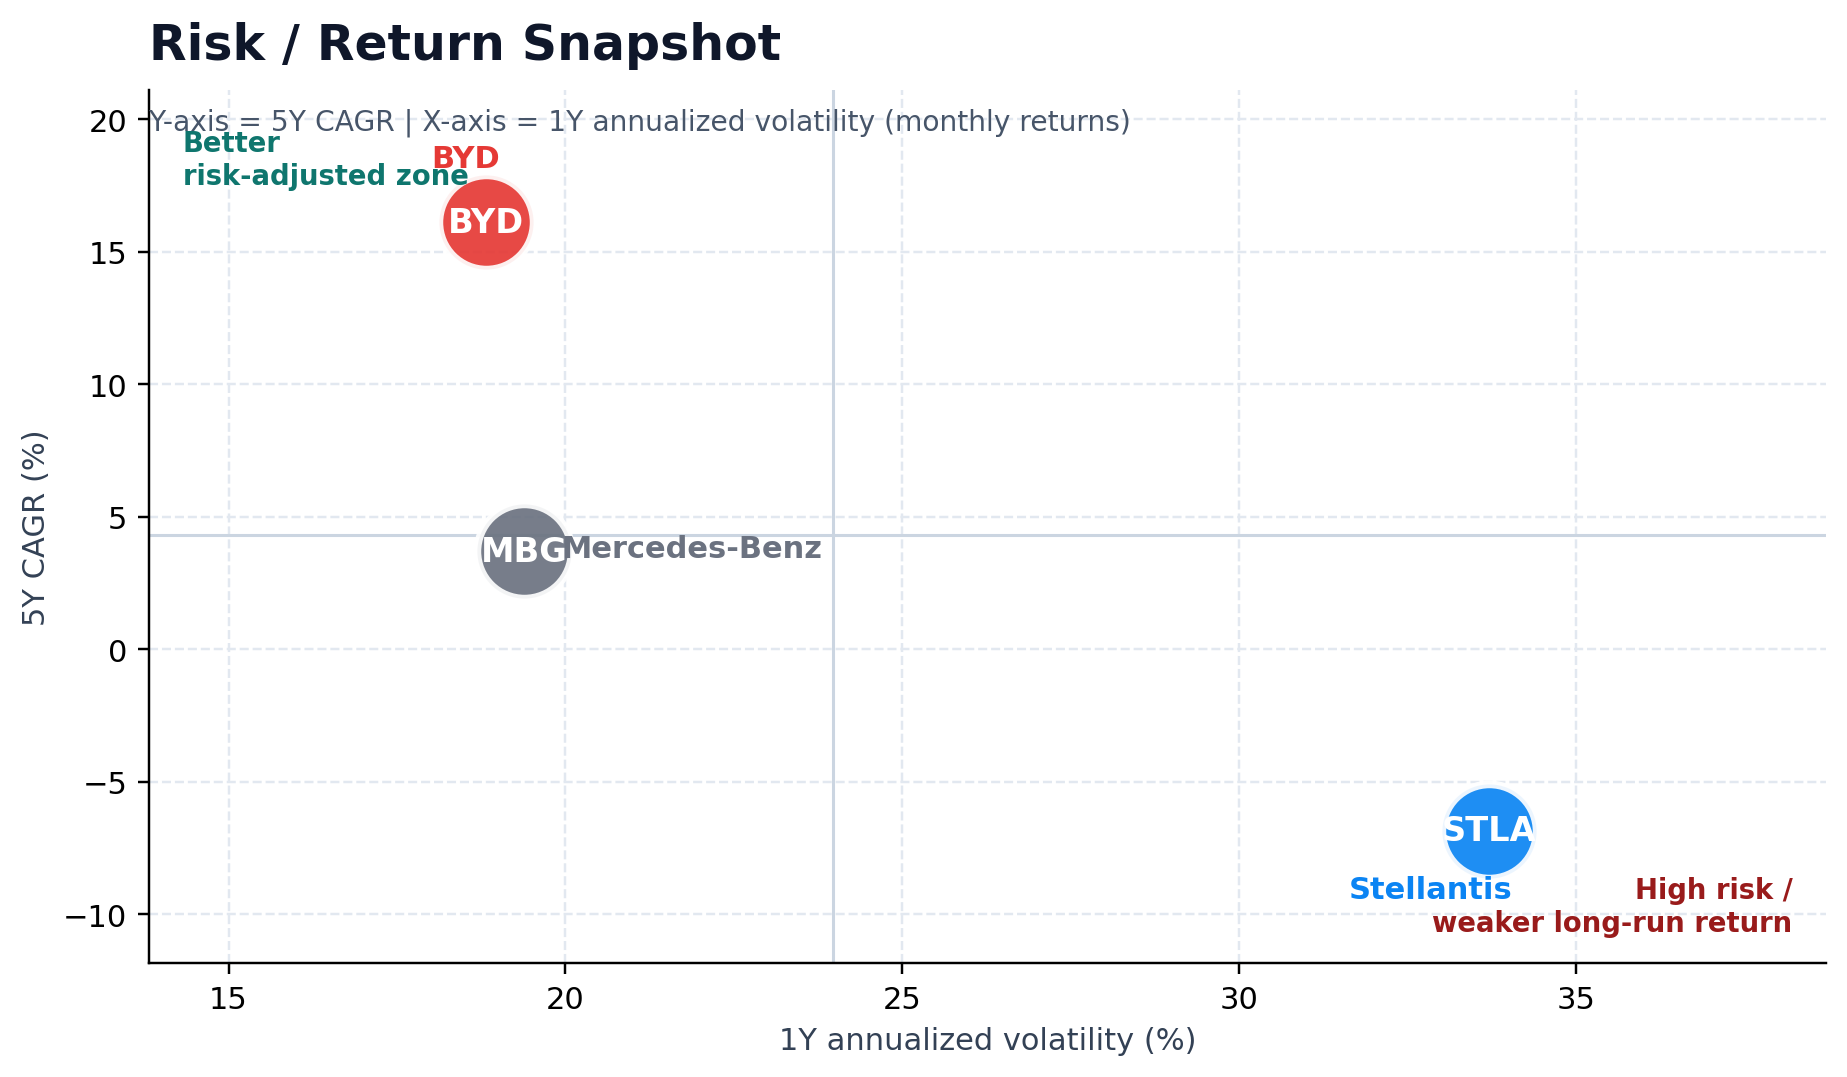 Risk / Return Snapshot
Y-axis = 5Y CAGR | X-axis = 1Y annualized volatility (monthly returns)
Better
risk-adjusted zone
BYD
BYD
MBG
Mercedes-Benz
STLA
Stellantis
High risk /
weaker long-run return
5Y CAGR (%)
20
15
10
5
0
−5
−10
15
20
25
30
35
1Y annualized volatility (%)